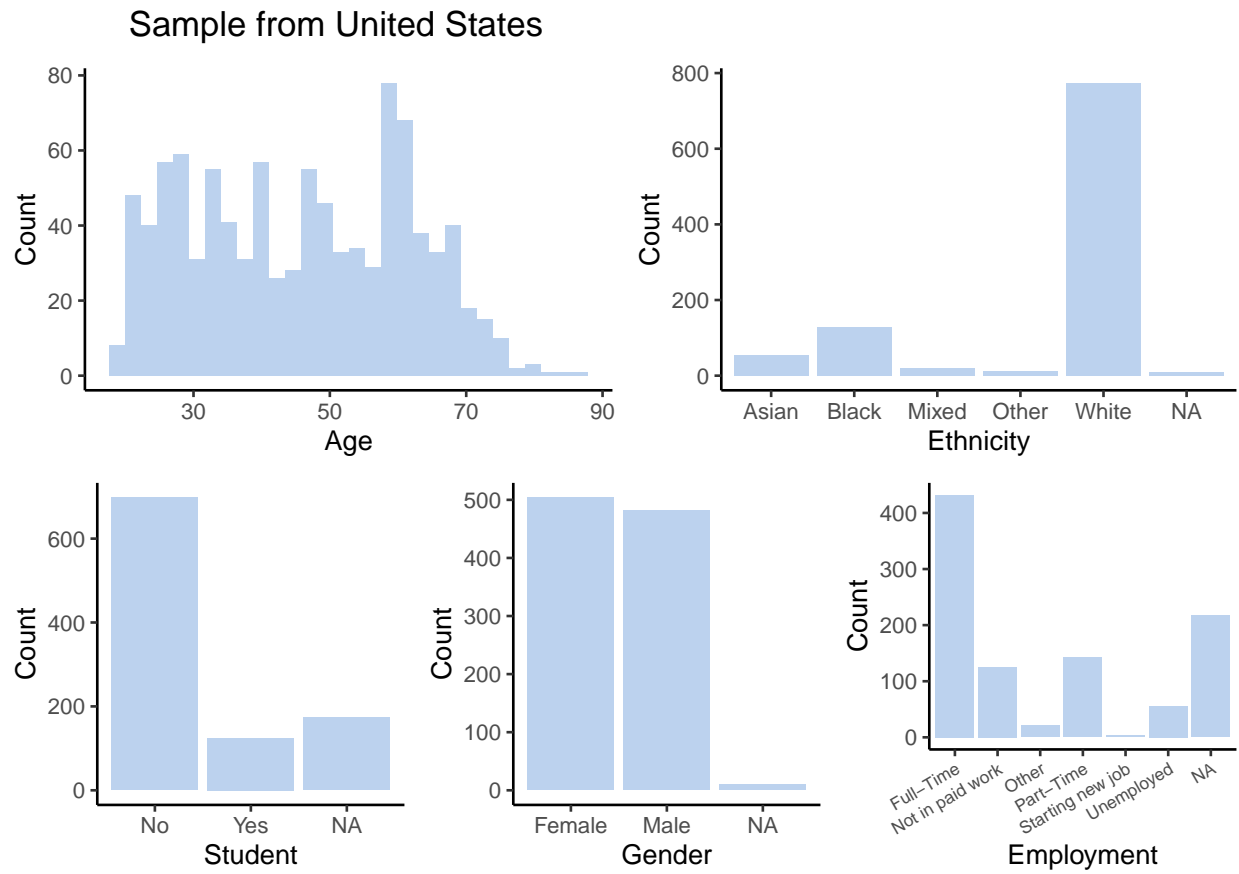 Sample from United States
80
60
40
20
0
Count
30 50 70 90
Age
800
600
400
200
0
Count
Asian Black Mixed Other White NA
Ethnicity
600
400
200
0
Count
No Yes NA
Student
500
400
300
200
100
0
Count
Female Male NA
Gender
400
300
200
100
0
Count
Full−Time
Not in paid work
Other
Part−Time
Starting new job
Unemployed
NA
Employment